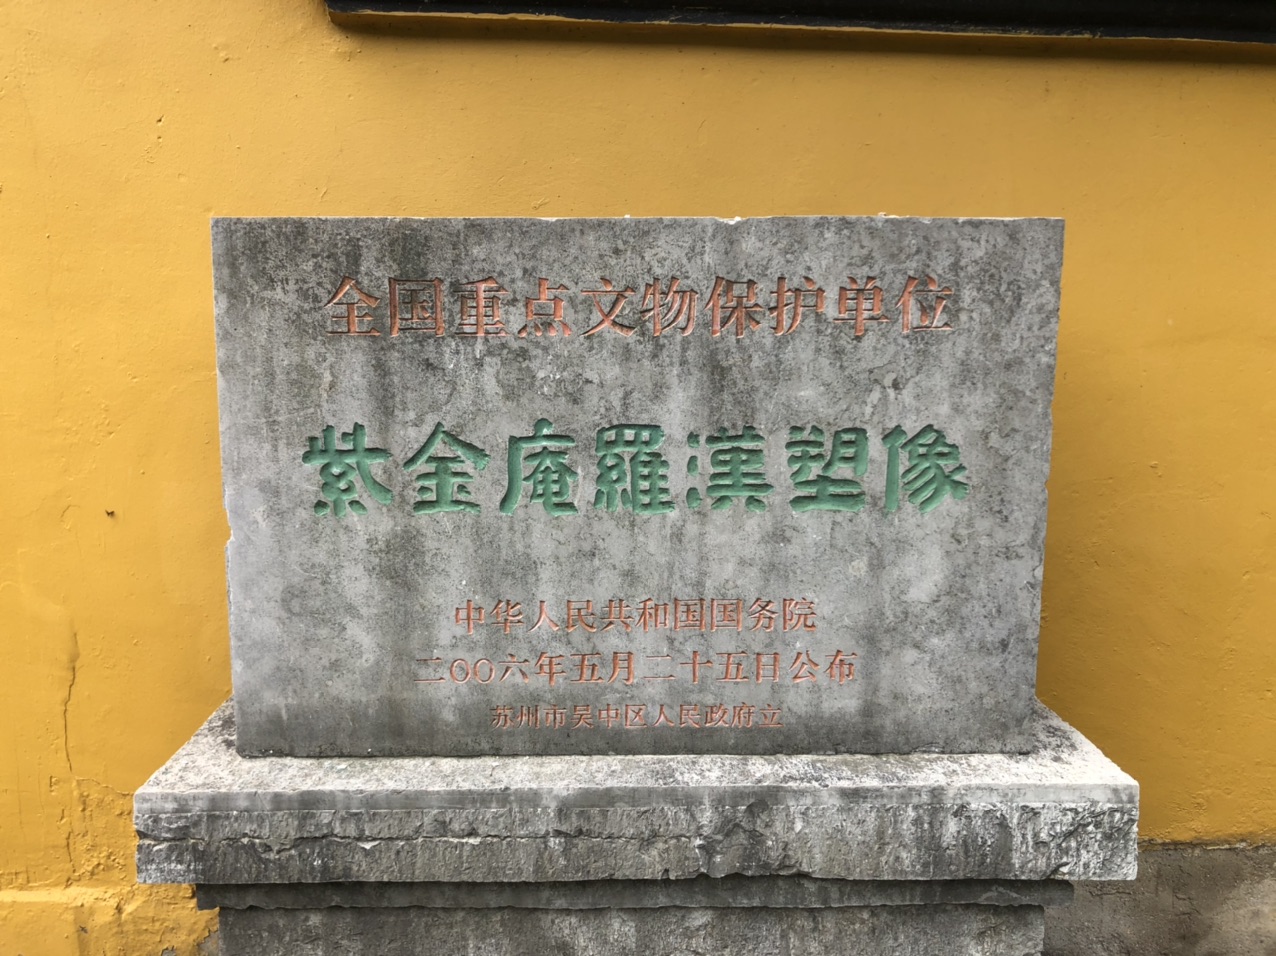 全国重点文物保护单位
紫金庵羅漢塑像
中华人民共和国国务院
二〇〇六年五月二十五日公布
苏州市吴中区人民政府立